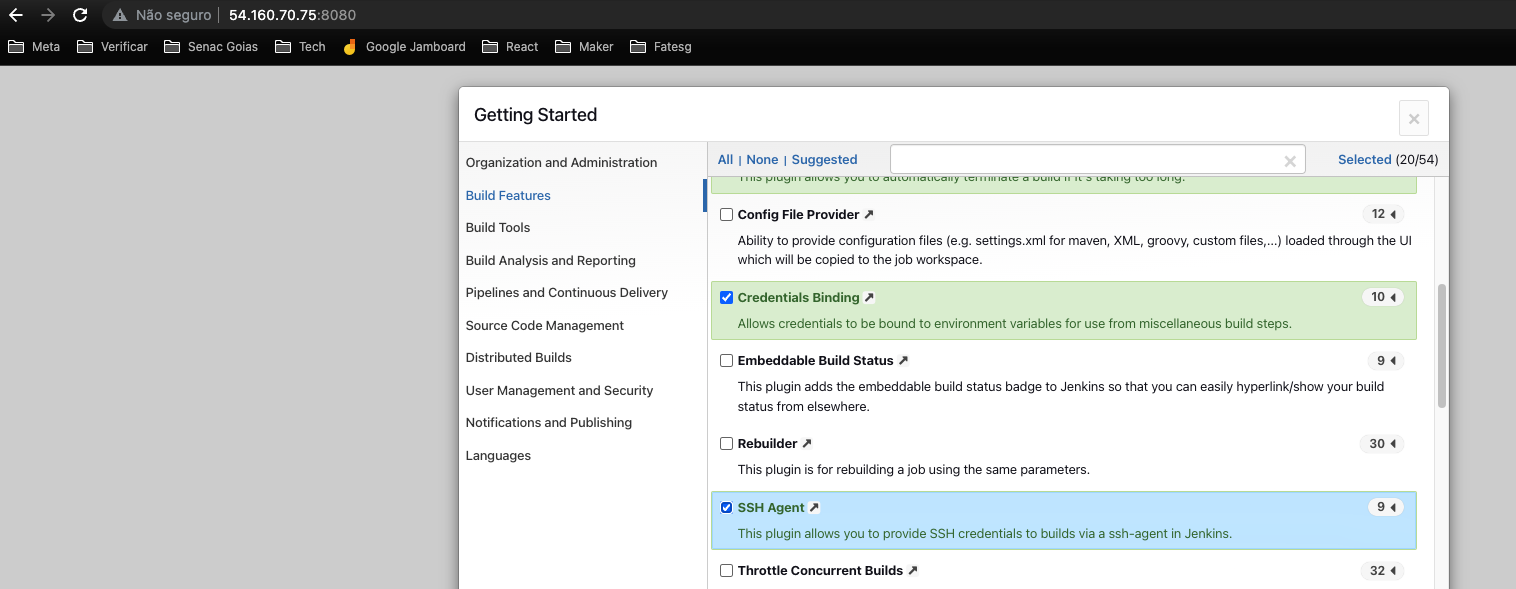 Não seguro | 54.160.70.75:8080
Meta Verificar Senac Goias Tech Google Jamboard React Maker Fatesg
Getting Started
Organization and Administration
Build Features
Build Tools
Build Analysis and Reporting
Pipelines and Continuous Delivery
Source Code Management
Distributed Builds
User Management and Security
Notifications and Publishing
Languages
All | None | Suggested
Selected (20/54)
This plugin allows you to automatically terminate a build if it's taking too long.
Config File Provider 12
Ability to provide configuration files (e.g. settings.xml for maven, XML, groovy, custom files,...) loaded through the UI
which will be copied to the job workspace.
Credentials Binding 10
Allows credentials to be bound to environment variables for use from miscellaneous build steps.
Embeddable Build Status 9
This plugin adds the embeddable build status badge to Jenkins so that you can easily hyperlink/show your build
status from elsewhere.
Rebuilder 30
This plugin is for rebuilding a job using the same parameters.
SSH Agent 9
This plugin allows you to provide SSH credentials to builds via a ssh-agent in Jenkins.
Throttle Concurrent Builds 32